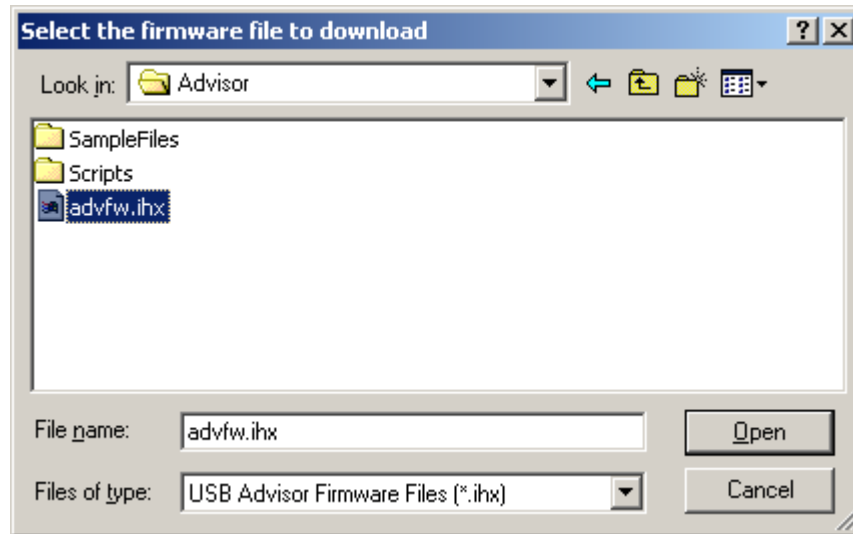 Select the firmware file to download
Look in: Advisor
SampleFiles
Scripts
advfw.ihx
File name: advfw.ihx Open
Files of type: USB Advisor Firmware Files (*.ihx) Cancel